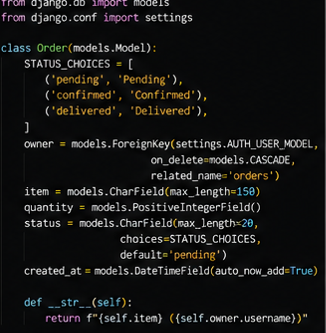 from django.db import models
from django.conf import settings
class Order(models.Model):
STATUS_CHOICES = [
('pending', 'Pending'),
('confirmed', 'Confirmed'),
('delivered', 'Delivered'),
]
owner = models.ForeignKey(settings.AUTH_USER_MODEL,
on_delete=models.CASCADE,
related_name='orders')
item = models.CharField(max_length=150)
quantity = models.PositiveIntegerField()
status = models.CharField(max_length=20,
choices=STATUS_CHOICES,
default='pending')
created_at = models.DateTimeField(auto_now_add=True)
def __str__(self):
return f"{self.item} ({self.owner.username})"